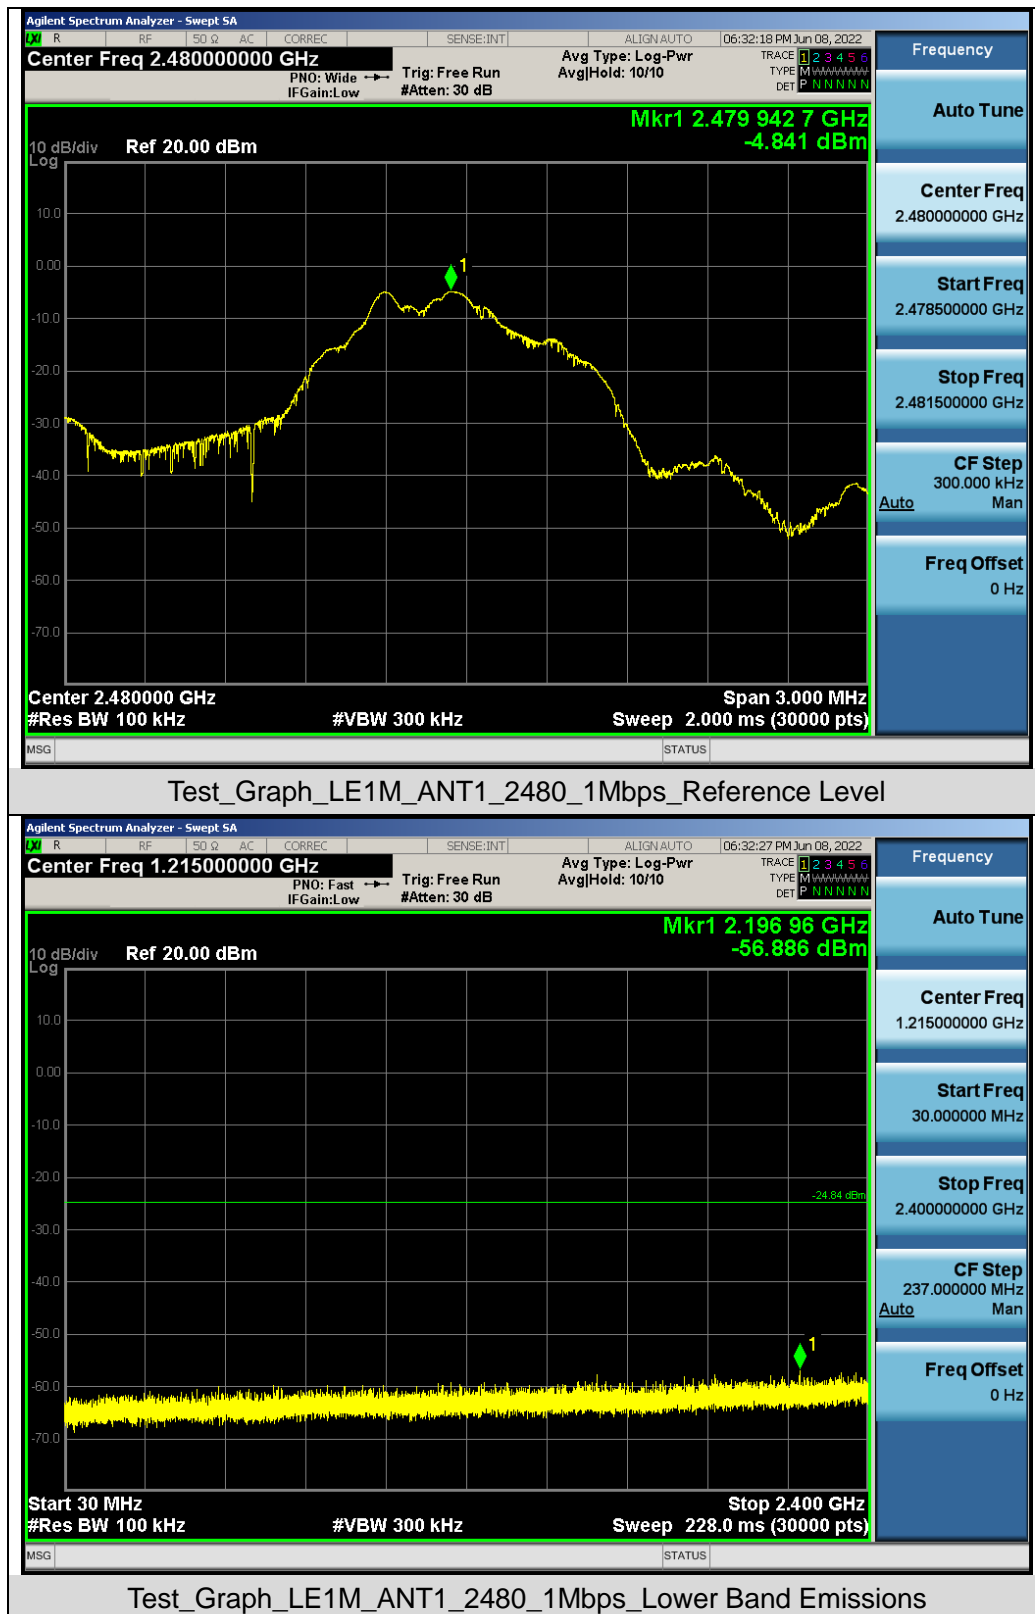 Agilent Spectrum Analyzer - Swept SA
LXI R RF 50 Ω AC CORREC SENSE:INT ALIGNAUTO 06:32:18 PM Jun 08, 2022
Center Freq 2.480000000 GHz
PNO: Wide
IFGain:Low
Trig: Free Run
#Atten: 30 dB
Avg Type: Log-Pwr
Avg|Hold: 10/10
TRACE 1 2 3 4 5 6
TYPE M
DET P N N N N N
Mkr1 2.479 942 7 GHz
-4.841 dBm
10 dB/div Ref 20.00 dBm
Log
10.0
0.00
-10.0
-20.0
-30.0
-40.0
-50.0
-60.0
-70.0
1
Center 2.480000 GHz Span 3.000 MHz
#Res BW 100 kHz #VBW 300 kHz Sweep 2.000 ms (30000 pts)
MSG STATUS
Frequency
Auto Tune
Center Freq
2.480000000 GHz
Start Freq
2.478500000 GHz
Stop Freq
2.481500000 GHz
CF Step
300.000 kHz
Auto Man
Freq Offset
0 Hz
Test_Graph_LE1M_ANT1_2480_1Mbps_Reference Level
Agilent Spectrum Analyzer - Swept SA
LXI R RF 50 Ω AC CORREC SENSE:INT ALIGNAUTO 06:32:27 PM Jun 08, 2022
Center Freq 1.215000000 GHz
PNO: Fast
IFGain:Low
Trig: Free Run
#Atten: 30 dB
Avg Type: Log-Pwr
Avg|Hold: 10/10
TRACE 1 2 3 4 5 6
TYPE M
DET P N N N N N
Mkr1 2.196 96 GHz
-56.886 dBm
10 dB/div Ref 20.00 dBm
Log
10.0
0.00
-10.0
-20.0
-24.84 dBm
-30.0
-40.0
-50.0
-60.0
-70.0
1
Start 30 MHz Stop 2.400 GHz
#Res BW 100 kHz #VBW 300 kHz Sweep 228.0 ms (30000 pts)
MSG STATUS
Frequency
Auto Tune
Center Freq
1.215000000 GHz
Start Freq
30.000000 MHz
Stop Freq
2.400000000 GHz
CF Step
237.000000 MHz
Auto Man
Freq Offset
0 Hz
Test_Graph_LE1M_ANT1_2480_1Mbps_Lower Band Emissions